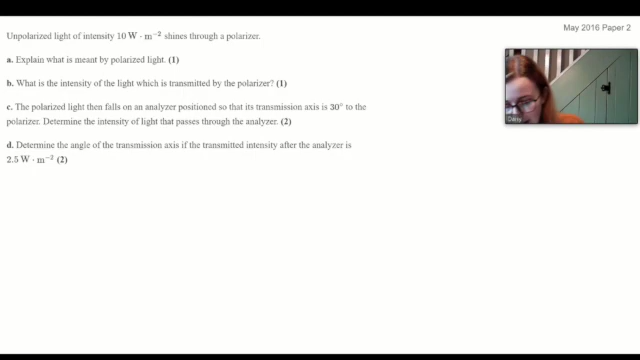 May 2016 Paper 2
Unpolarized light of intensity 10 W · m⁻² shines through a polarizer.
a. Explain what is meant by polarized light. (1)
b. What is the intensity of the light which is transmitted by the polarizer? (1)
c. The polarized light then falls on an analyzer positioned so that its transmission axis is 30° to the
polarizer. Determine the intensity of light that passes through the analyzer. (2)
d. Determine the angle of the transmission axis if the transmitted intensity after the analyzer is
2.5 W · m⁻² (2)